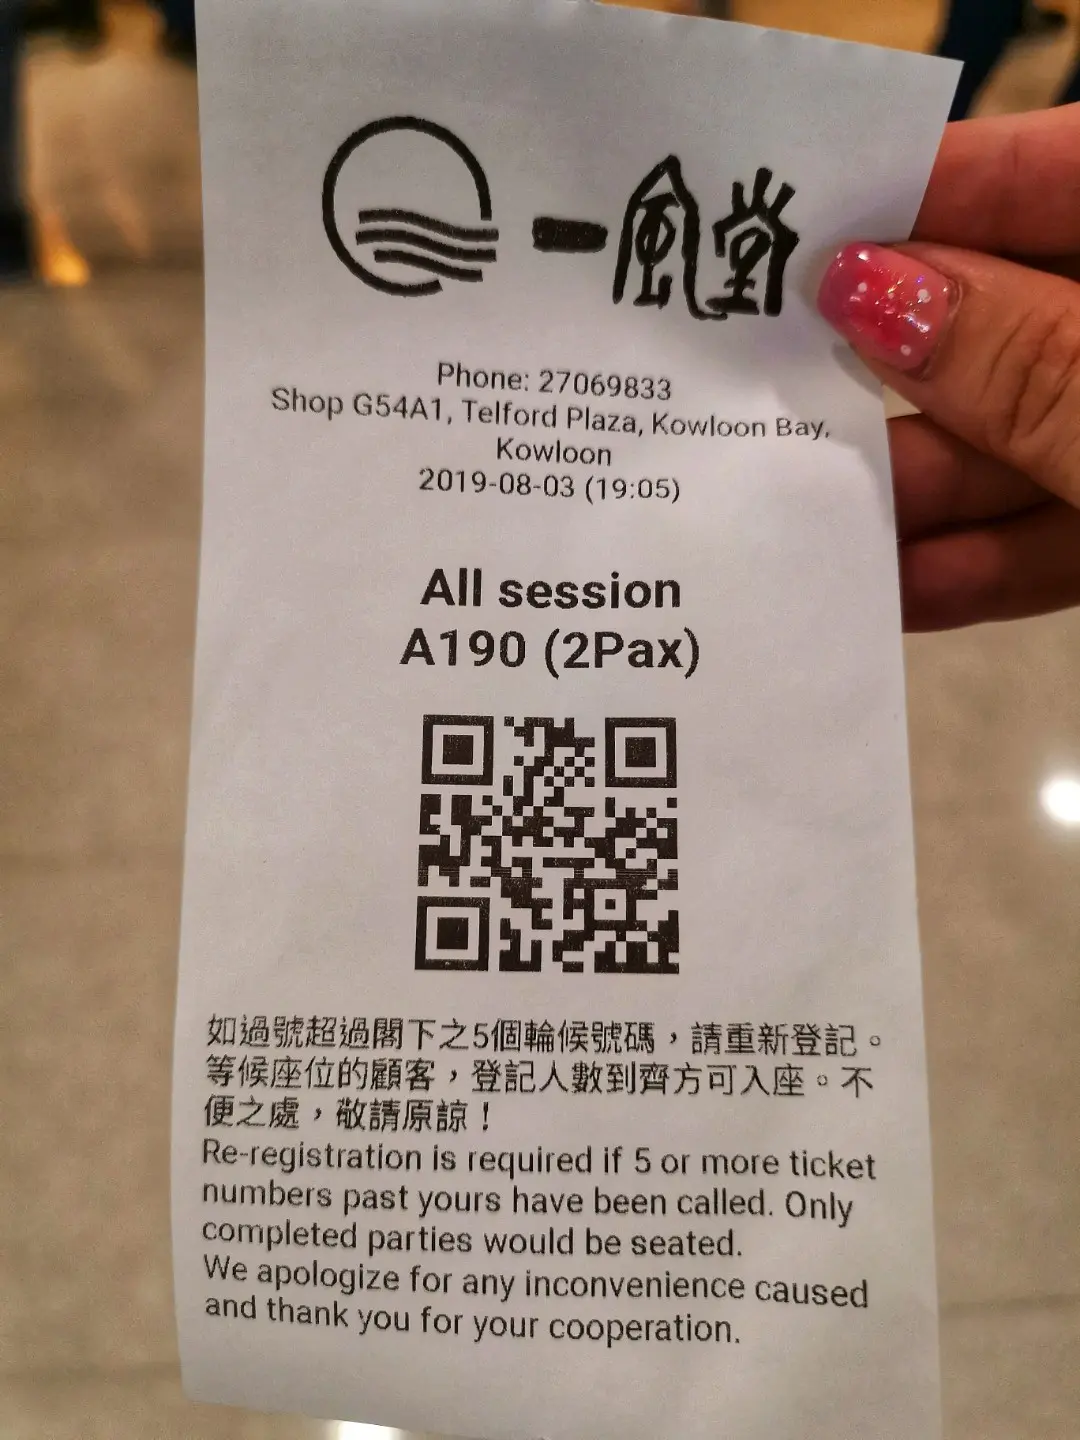 一風堂
Phone: 27069833
Shop G54A1, Telford Plaza, Kowloon Bay,
Kowloon
2019-08-03 (19:05)
All session
A190 (2Pax)
如過號超過閣下之5個輪候號碼，請重新登記。
等候座位的顧客，登記人數到齊方可入座。不
便之處，敬請原諒！
Re-registration is required if 5 or more ticket
numbers past yours have been called. Only
completed parties would be seated.
We apologize for any inconvenience caused
and thank you for your cooperation.